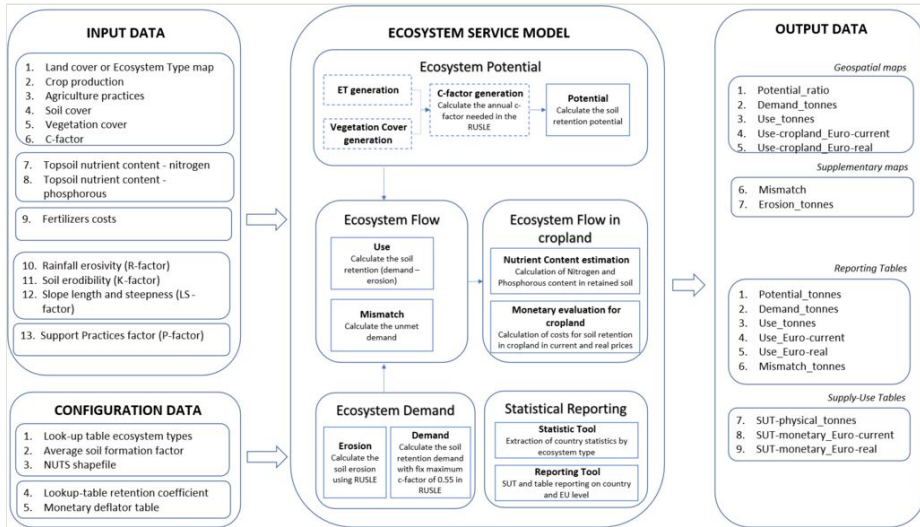 INPUT DATA
1. Land cover or Ecosystem Type map
2. Crop production
3. Agriculture practices
4. Soil cover
5. Vegetation cover
6. C-factor
7. Topsoil nutrient content - nitrogen
8. Topsoil nutrient content -
phosphorous
9. Fertilizers costs
10. Rainfall erosivity (R-factor)
11. Soil erodibility (K-factor)
12. Slope length and steepness (LS -
factor)
13. Support Practices factor (P-factor)
CONFIGURATION DATA
1. Look-up table ecosystem types
2. Average soil formation factor
3. NUTS shapefile
4. Lookup-table retention coefficient
5. Monetary deflator table
ECOSYSTEM SERVICE MODEL
Ecosystem Potential
ET generation
Vegetation Cover
generation
C-factor generation
Calculate the annual c-
factor needed in the
RUSLE
Potential
Calculate the soil
retention potential
Ecosystem Flow
Use
Calculate the soil
retention (demand –
erosion)
Mismatch
Calculate the unmet
demand
Ecosystem Flow in
cropland
Nutrient Content estimation
Calculation of Nitrogen and
Phosphorous content in retained soil
Monetary evaluation for
cropland
Calculation of costs for soil retention
in cropland in current and real prices
Ecosystem Demand
Erosion
Calculate the
soil erosion
using RUSLE
Demand
Calculate the soil
retention demand
with fix maximum
c-factor of 0.55 in
RUSLE
Statistical Reporting
Statistic Tool
Extraction of country statistics by
ecosystem type
Reporting Tool
SUT and table reporting on country
and EU level
OUTPUT DATA
Geospatial maps
1. Potential_ratio
2. Demand_tonnes
3. Use_tonnes
4. Use-cropland_Euro-current
5. Use-cropland_Euro-real
Supplementary maps
6. Mismatch
7. Erosion_tonnes
Reporting Tables
1. Potential_tonnes
2. Demand_tonnes
3. Use_tonnes
4. Use_Euro-current
5. Use_Euro-real
6. Mismatch_tonnes
Supply-Use Tables
7. SUT-physical_tonnes
8. SUT-monetary_Euro-current
9. SUT-monetary_Euro-real